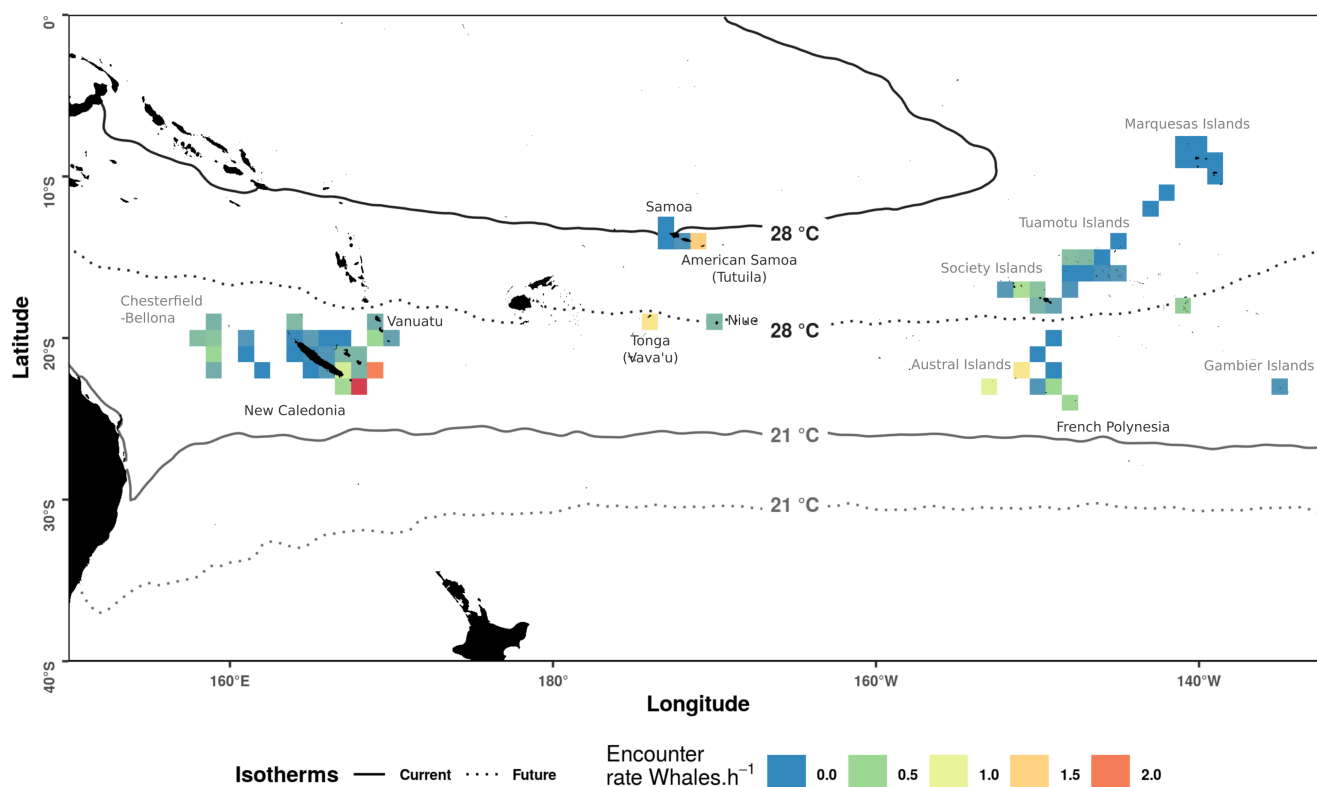 0°
Marquesas Islands
10°S
Samoa
Tuamotu Islands
28 °C
American Samoa
(Tutuila)
Society Islands
Chesterfield
-Bellona
Vanuatu
Niue
28 °C
Latitude
20°S
Tonga
(Vava'u)
Austral Islands
Gambier Islands
New Caledonia
French Polynesia
21 °C
30°S
21 °C
40°S
160°E
180°
160°W
140°W
Longitude
Encounter
rate Whales.h⁻¹
Isotherms
Current
Future
0.0
0.5
1.0
1.5
2.0